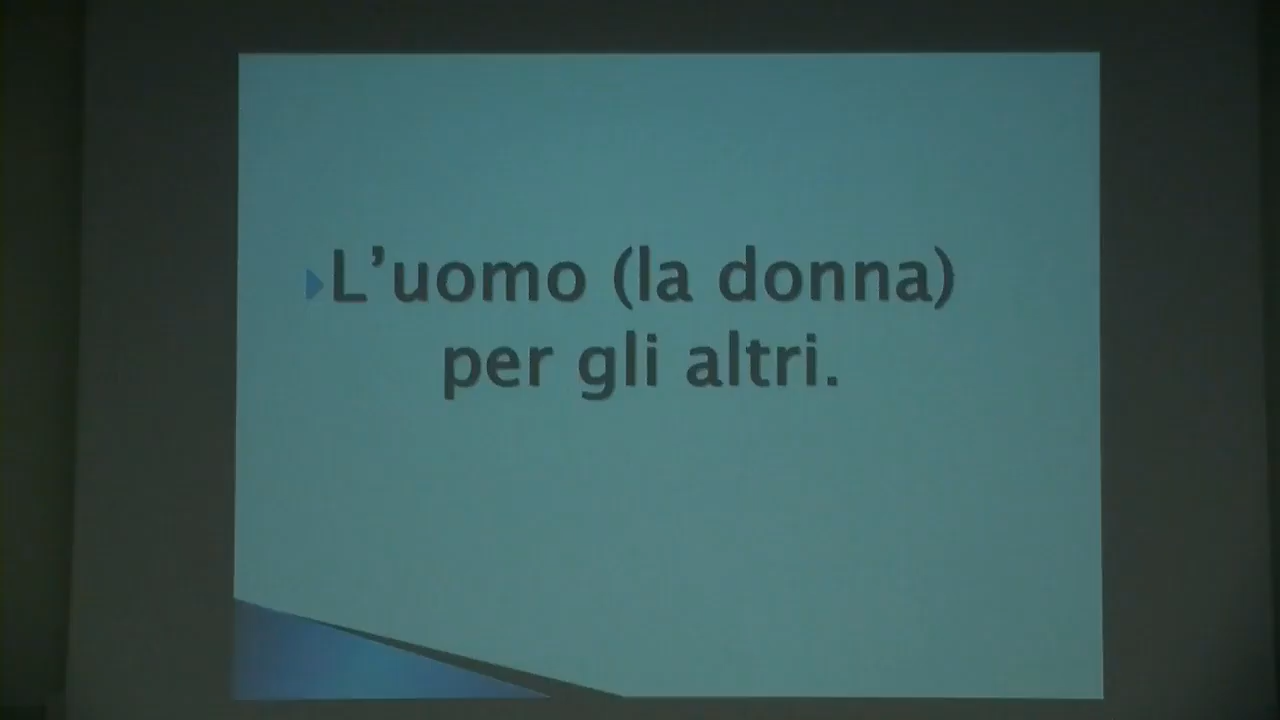 L’uomo (la donna)
per gli altri.